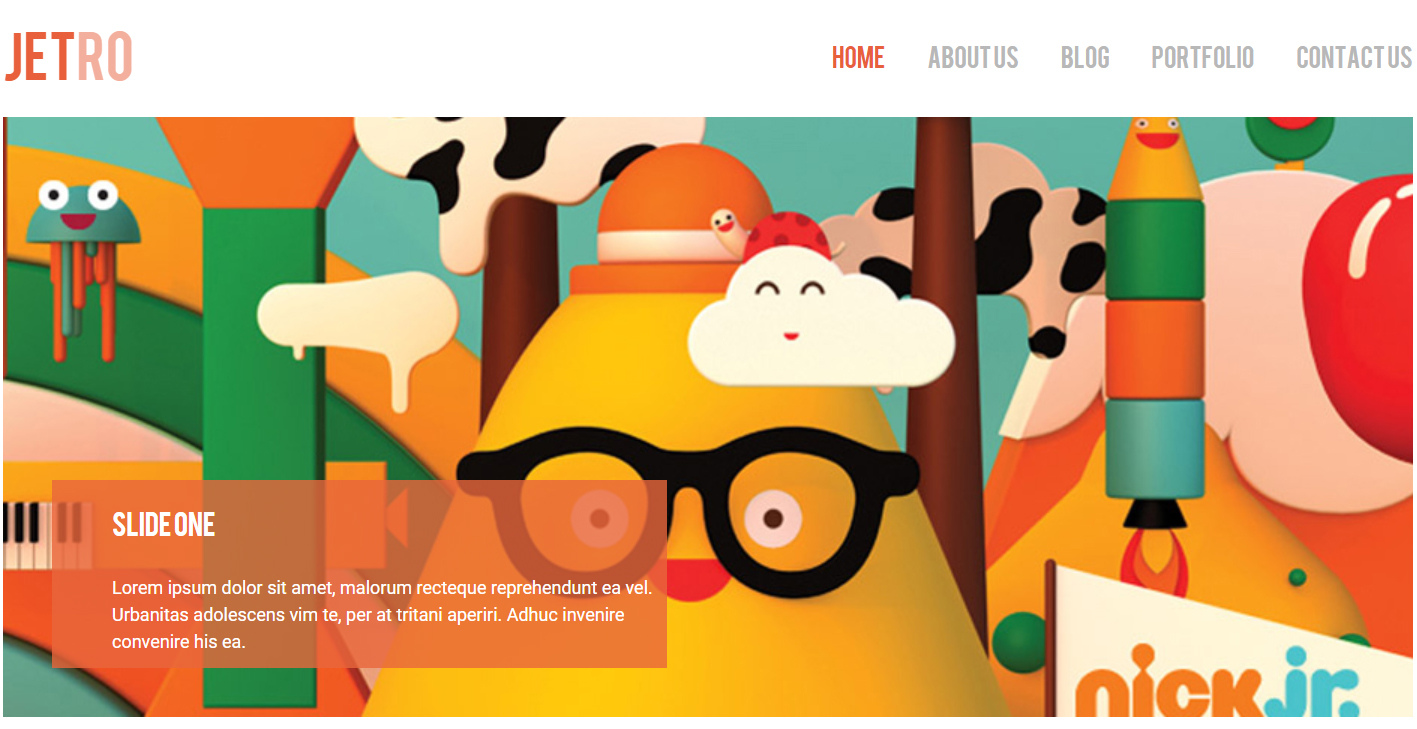 JETRO
HOME ABOUT US BLOG PORTFOLIO CONTACT US
SLIDE ONE
Lorem ipsum dolor sit amet, malorum recteque reprehendunt ea vel.
Urbanitas adolescens vim te, per at tritani aperiri. Adhuc invenire
convenire his ea.
nick jr.